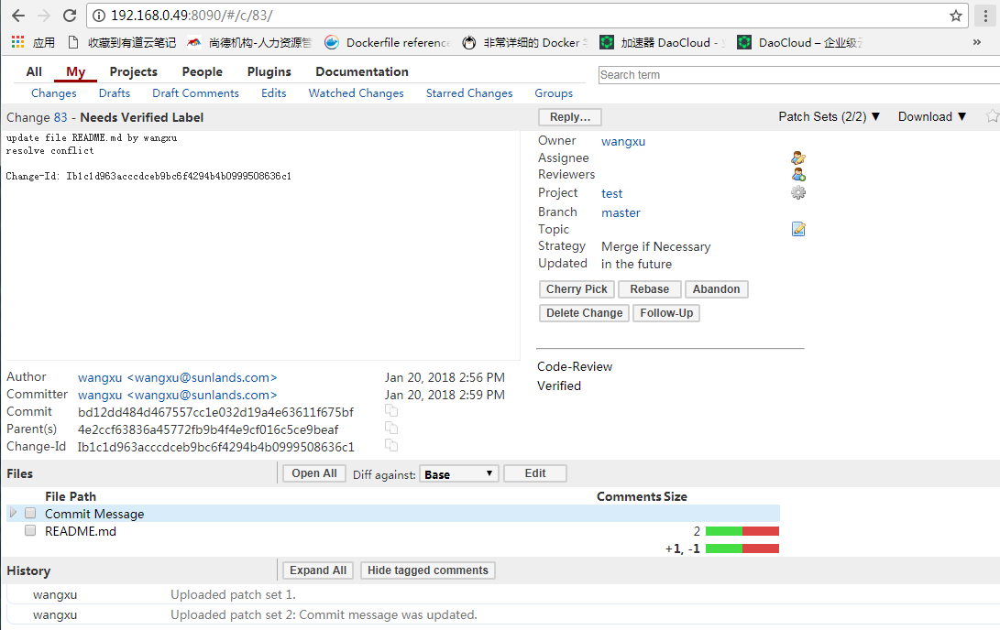 192.168.0.49:8090/#/c/83/
应用 收藏到有道云笔记 尚德机构-人力资源管 Dockerfile reference 非常详细的 Docker 加速器 DaoCloud - DaoCloud – 企业级云 »
All My Projects People Plugins Documentation Search term
Changes Drafts Draft Comments Edits Watched Changes Starred Changes Groups
Change 83 - Needs Verified Label Reply… Patch Sets (2/2) ▼ Download ▼
update file README.md by wangxu
resolve conflict
Change-Id: Ib1c1d963acccdceb9bc6f4294b4b0999508636c1
Owner wangxu
Assignee
Reviewers
Project test
Branch master
Topic
Strategy Merge if Necessary
Updated in the future
Cherry Pick Rebase Abandon
Delete Change Follow-Up
Code-Review
Verified
Author wangxu <wangxu@sunlands.com> Jan 20, 2018 2:56 PM
Committer wangxu <wangxu@sunlands.com> Jan 20, 2018 2:59 PM
Commit bd12dd484d467557cc1e032d19a4e63611f675bf
Parent(s) 4e2ccf63836a45772fb9b4f4e9cf016c5ce9beaf
Change-Id Ib1c1d963acccdceb9bc6f4294b4b0999508636c1
Files Open All Diff against: Base ▼ Edit
File Path Comments Size
Commit Message
README.md 2
+1, -1
History Expand All Hide tagged comments
wangxu Uploaded patch set 1.
wangxu Uploaded patch set 2: Commit message was updated.